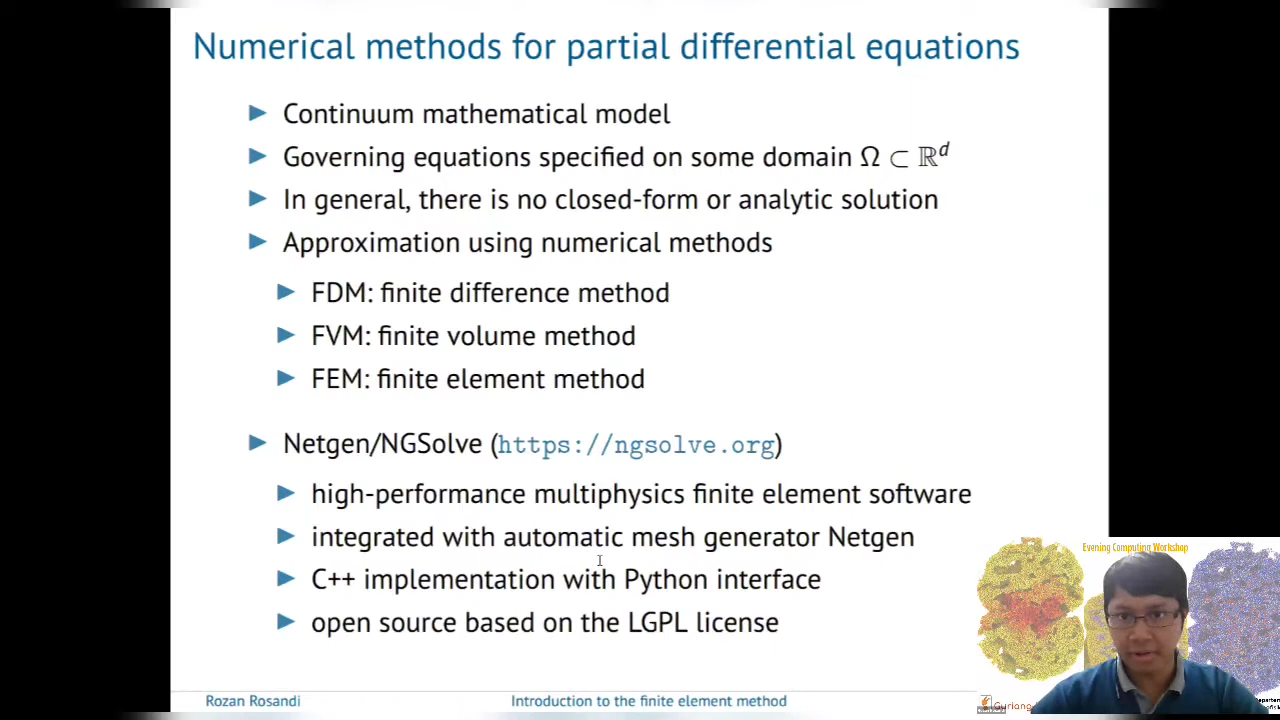 Numerical methods for partial differential equations
▶ Continuum mathematical model
▶ Governing equations specified on some domain Ω ⊂ ℝᵈ
▶ In general, there is no closed-form or analytic solution
▶ Approximation using numerical methods
▶ FDM: finite difference method
▶ FVM: finite volume method
▶ FEM: finite element method
▶ Netgen/NGSolve (https://ngsolve.org)
▶ high-performance multiphysics finite element software
▶ integrated with automatic mesh generator Netgen
▶ C++ implementation with Python interface
▶ open source based on the LGPL license
Evening Computing Workshop
Rozan Rosandi
Introduction to the finite element method
Guriang